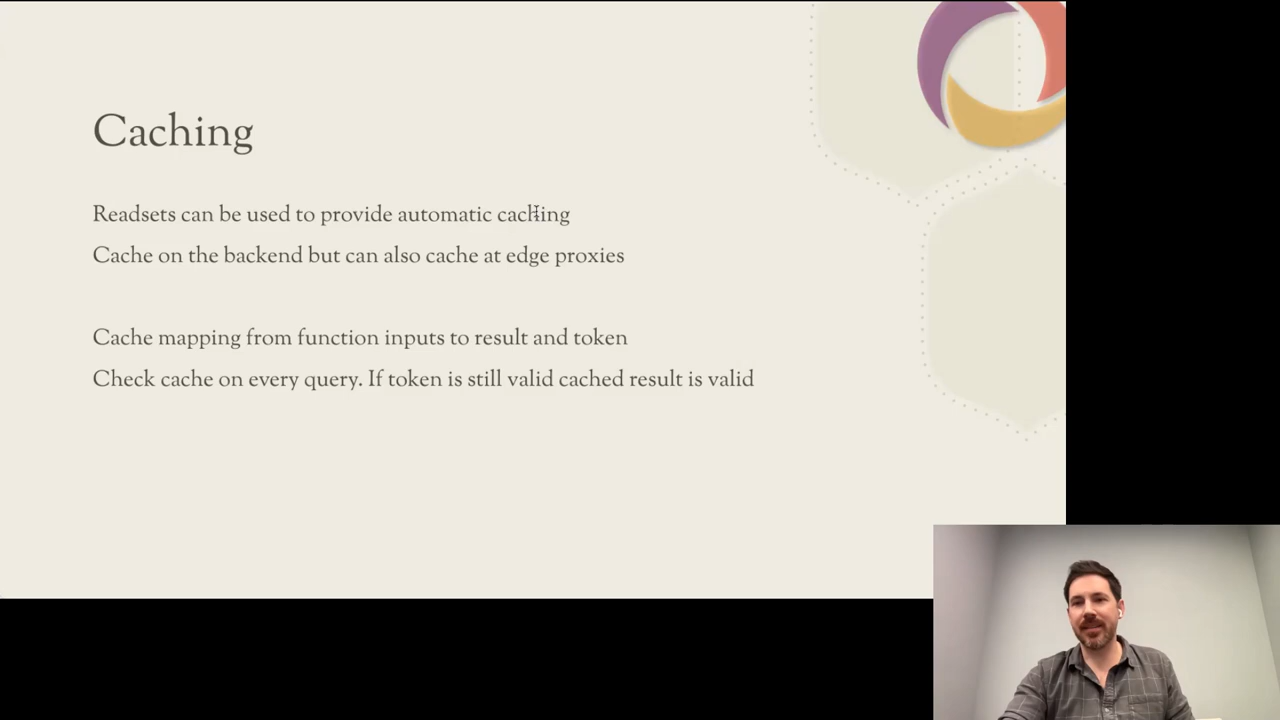 Caching
Readsets can be used to provide automatic caching
Cache on the backend but can also cache at edge proxies
Cache mapping from function inputs to result and token
Check cache on every query. If token is still valid cached result is valid